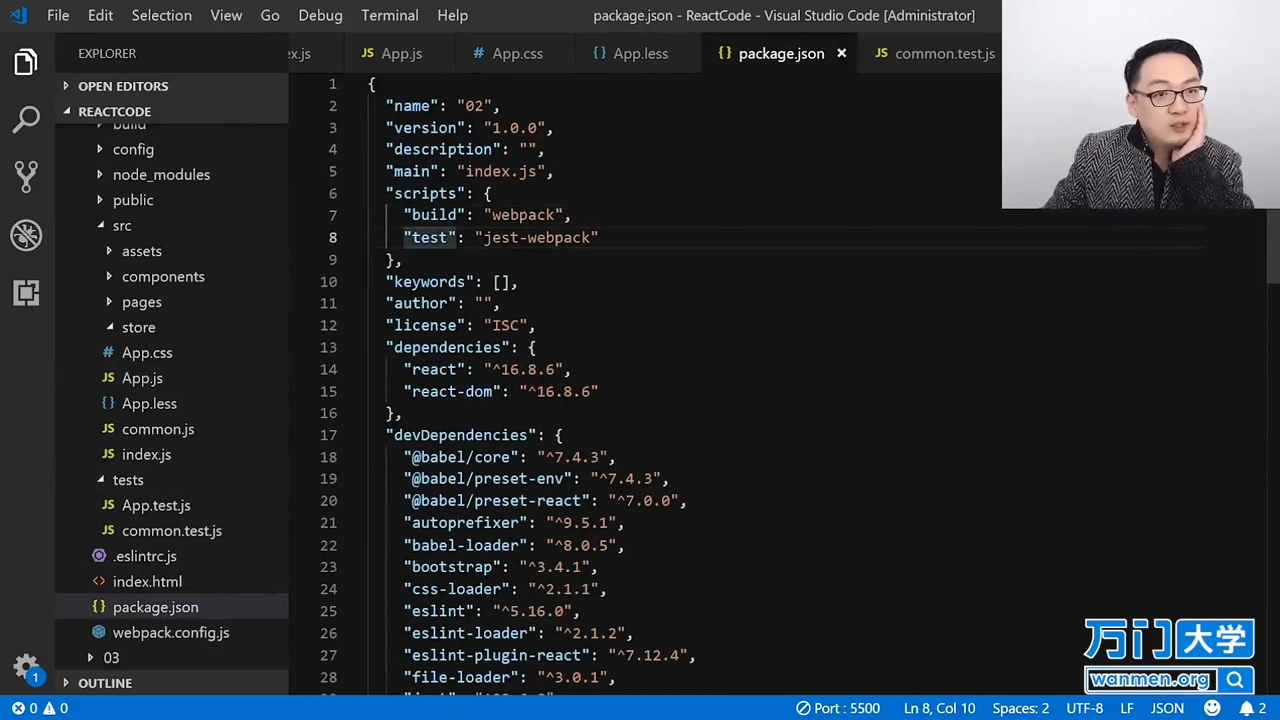 File Edit Selection View Go Debug Terminal Help
package.json - ReactCode - Visual Studio Code [Administrator]
EXPLORER
OPEN EDITORS
REACTCODE
build
config
node_modules
public
src
assets
components
pages
store
# App.css
JS App.js
{} App.less
JS common.js
JS index.js
tests
JS App.test.js
JS common.test.js
.eslintrc.js
<> index.html
{} package.json
webpack.config.js
03
OUTLINE
ex.js
JS App.js
# App.css
{} App.less
{} package.json ×
JS common.test.js
1 {
2 "name": "02",
3 "version": "1.0.0",
4 "description": "",
5 "main": "index.js",
6 "scripts": {
7 "build": "webpack",
8 "test": "jest-webpack"
9 },
10 "keywords": [],
11 "author": "",
12 "license": "ISC",
13 "dependencies": {
14 "react": "^16.8.6",
15 "react-dom": "^16.8.6"
16 },
17 "devDependencies": {
18 "@babel/core": "^7.4.3",
19 "@babel/preset-env": "^7.4.3",
20 "@babel/preset-react": "^7.0.0",
21 "autoprefixer": "^9.5.1",
22 "babel-loader": "^8.0.5",
23 "bootstrap": "^3.4.1",
24 "css-loader": "^2.1.1",
25 "eslint": "^5.16.0",
26 "eslint-loader": "^2.1.2",
27 "eslint-plugin-react": "^7.12.4",
28 "file-loader": "^3.0.1",
万门大学
wanmen.org
1
0 0
Port : 5500
Ln 8, Col 10
Spaces: 2
UTF-8
LF
JSON
2